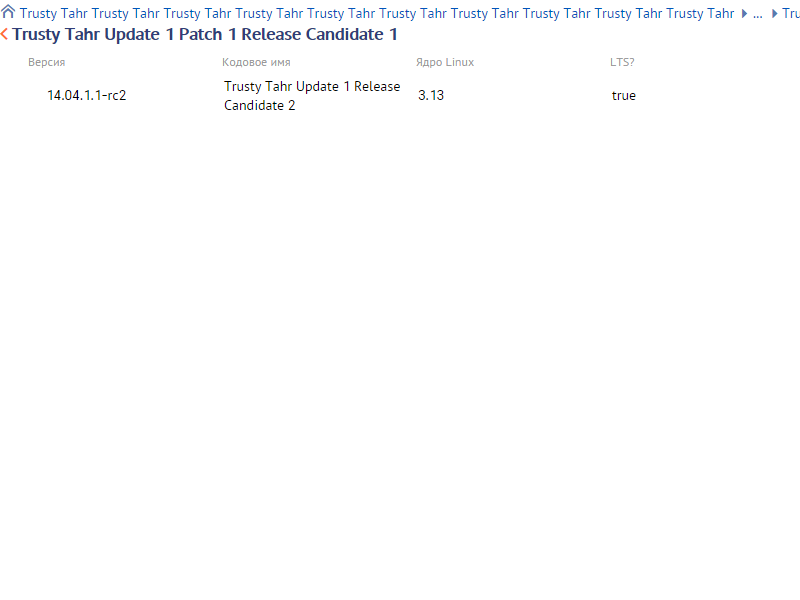 Trusty Tahr Trusty Tahr Trusty Tahr Trusty Tahr Trusty Tahr Trusty Tahr Trusty Tahr Trusty Tahr Trusty Tahr Trusty Tahr ... Tru
Trusty Tahr Update 1 Patch 1 Release Candidate 1
Версия Кодовое имя Ядро Linux LTS?
14.04.1.1-rc2 Trusty Tahr Update 1 Release 3.13 true
Candidate 2